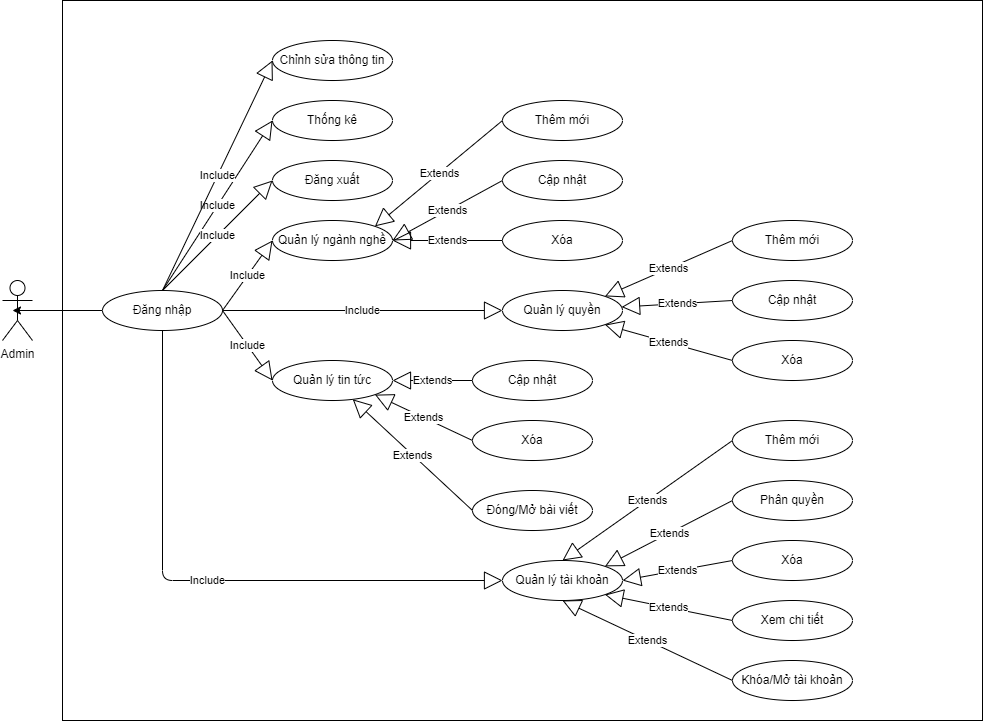 Chỉnh sửa thông tin
Thống kê
Thêm mới
Include
Extends
Đăng xuất
Cập nhật
Include
Extends
Include
Quản lý ngành nghề
Extends
Xóa
Thêm mới
Include
Extends
Đăng nhập
Include
Quản lý quyền
Extends
Cập nhật
Admin
Include
Extends
Xóa
Quản lý tin tức
Extends
Cập nhật
Extends
Xóa
Thêm mới
Extends
Đóng/Mở bài viết
Extends
Phân quyền
Extends
Include
Quản lý tài khoản
Extends
Xóa
Extends
Xem chi tiết
Extends
Khóa/Mở tài khoản